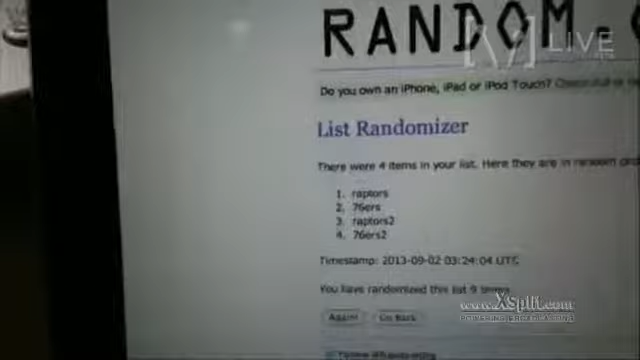 RANDOM.
LIVE
Do you own an iPhone, iPad or iPod Touch?
List Randomizer
There were 4 items in your list. Here they are in random
1. raptors
2. 76ers
3. raptors2
4. 76ers2
Timestamp: 2013-09-02 03:24:04 UTC
You have randomized this list 9 times.
www.XSplit.com
POWERING BROADCASTING
Again! Go Back